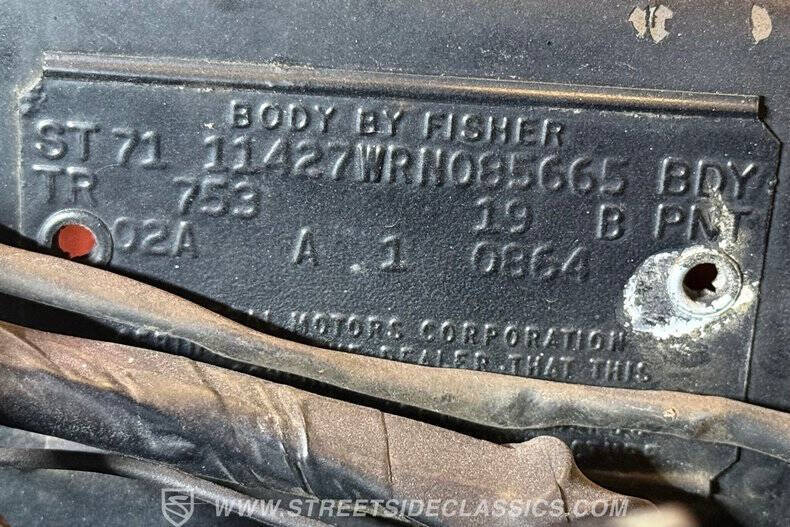 BODY BY FISHER
ST 71 11427WRN085665 BDY
TR 753 19 B PNT
02A A 1 0864
MOTORS CORPORATION
DEALER THAT THIS
WWW.STREETSIDECLASSICS.COM